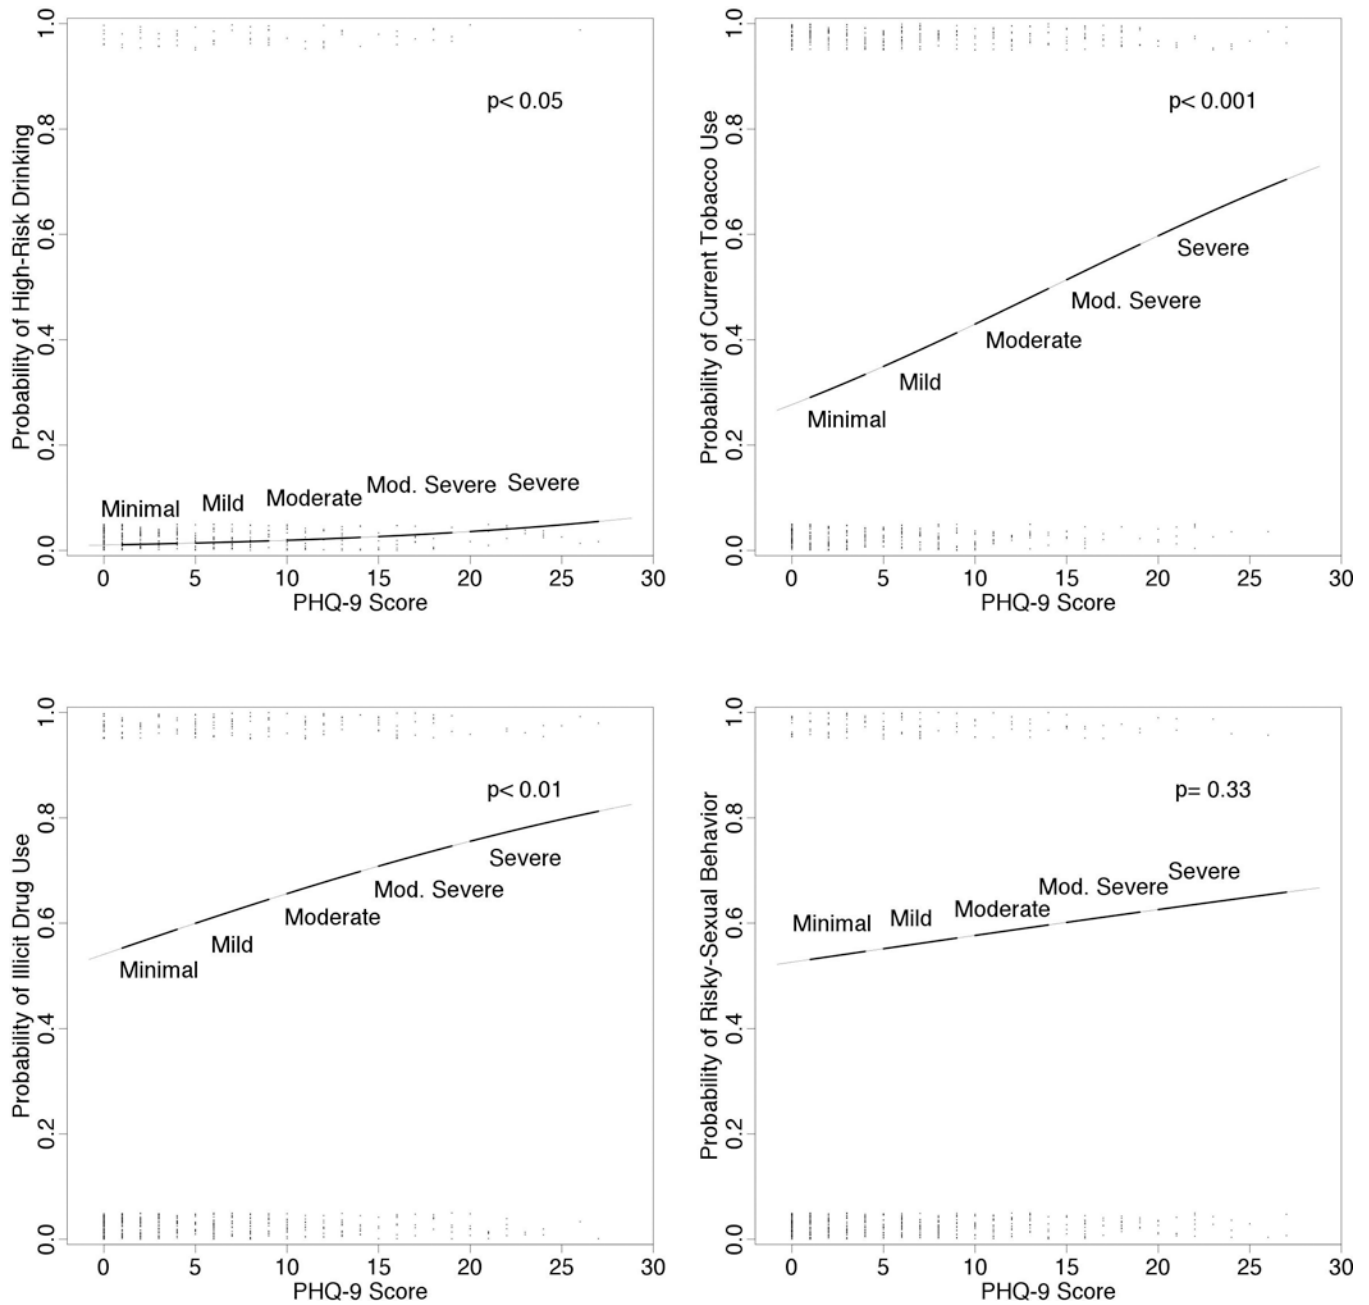 Probability of High-Risk Drinking
1.0
0.8
0.6
0.4
0.2
0.0
p< 0.05
Minimal Mild Moderate Mod. Severe Severe
0 5 10 15 20 25 30
PHQ-9 Score
Probability of Current Tobacco Use
1.0
0.8
0.6
0.4
0.2
0.0
p< 0.001
Severe
Mod. Severe
Moderate
Mild
Minimal
0 5 10 15 20 25 30
PHQ-9 Score
Probability of Illicit Drug Use
1.0
0.8
0.6
0.4
0.2
0.0
p< 0.01
Severe
Mod. Severe
Moderate
Mild
Minimal
0 5 10 15 20 25 30
PHQ-9 Score
Probability of Risky-Sexual Behavior
1.0
0.8
0.6
0.4
0.2
0.0
p= 0.33
Minimal Mild Moderate Mod. Severe Severe
0 5 10 15 20 25 30
PHQ-9 Score